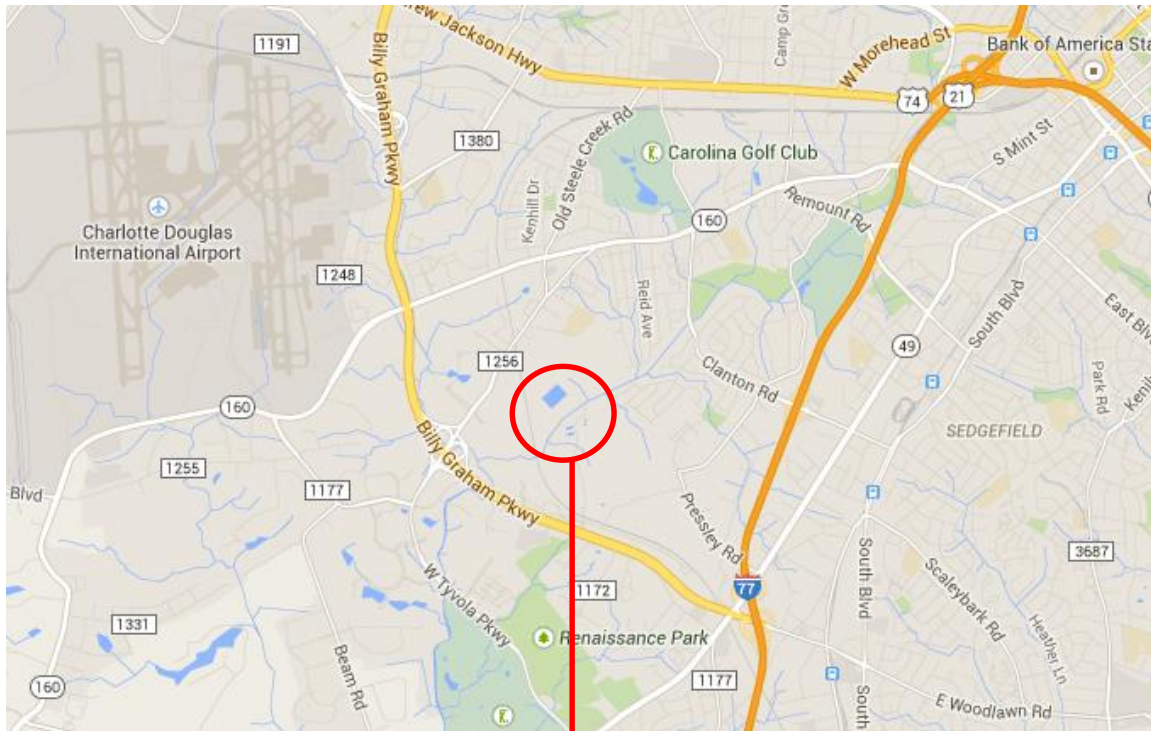 rew Jackson Hwy
1191
Billy Graham Pkwy
Camp Gr
W Morehead St
Bank of America Sta
74
21
1380
Old Steele Creek Rd
Carolina Golf Club
S Mint St
Kenhill Dr
160
Remount Rd
Charlotte Douglas
International Airport
1248
Reid Ave
East Blv
South Blvd
49
1256
Clanton Rd
Park Rd
Kenil
160
SEDGEFIELD
Billy Graham Pkwy
1255
1177
Blvd
Pressley Rd
South Blvd
3687
Scaleybark Rd
W Tyvola Pkwy
1172
77
1331
Renaissance Park
Heather Ln
Beam Rd
160
1177
South
E Woodlawn Rd